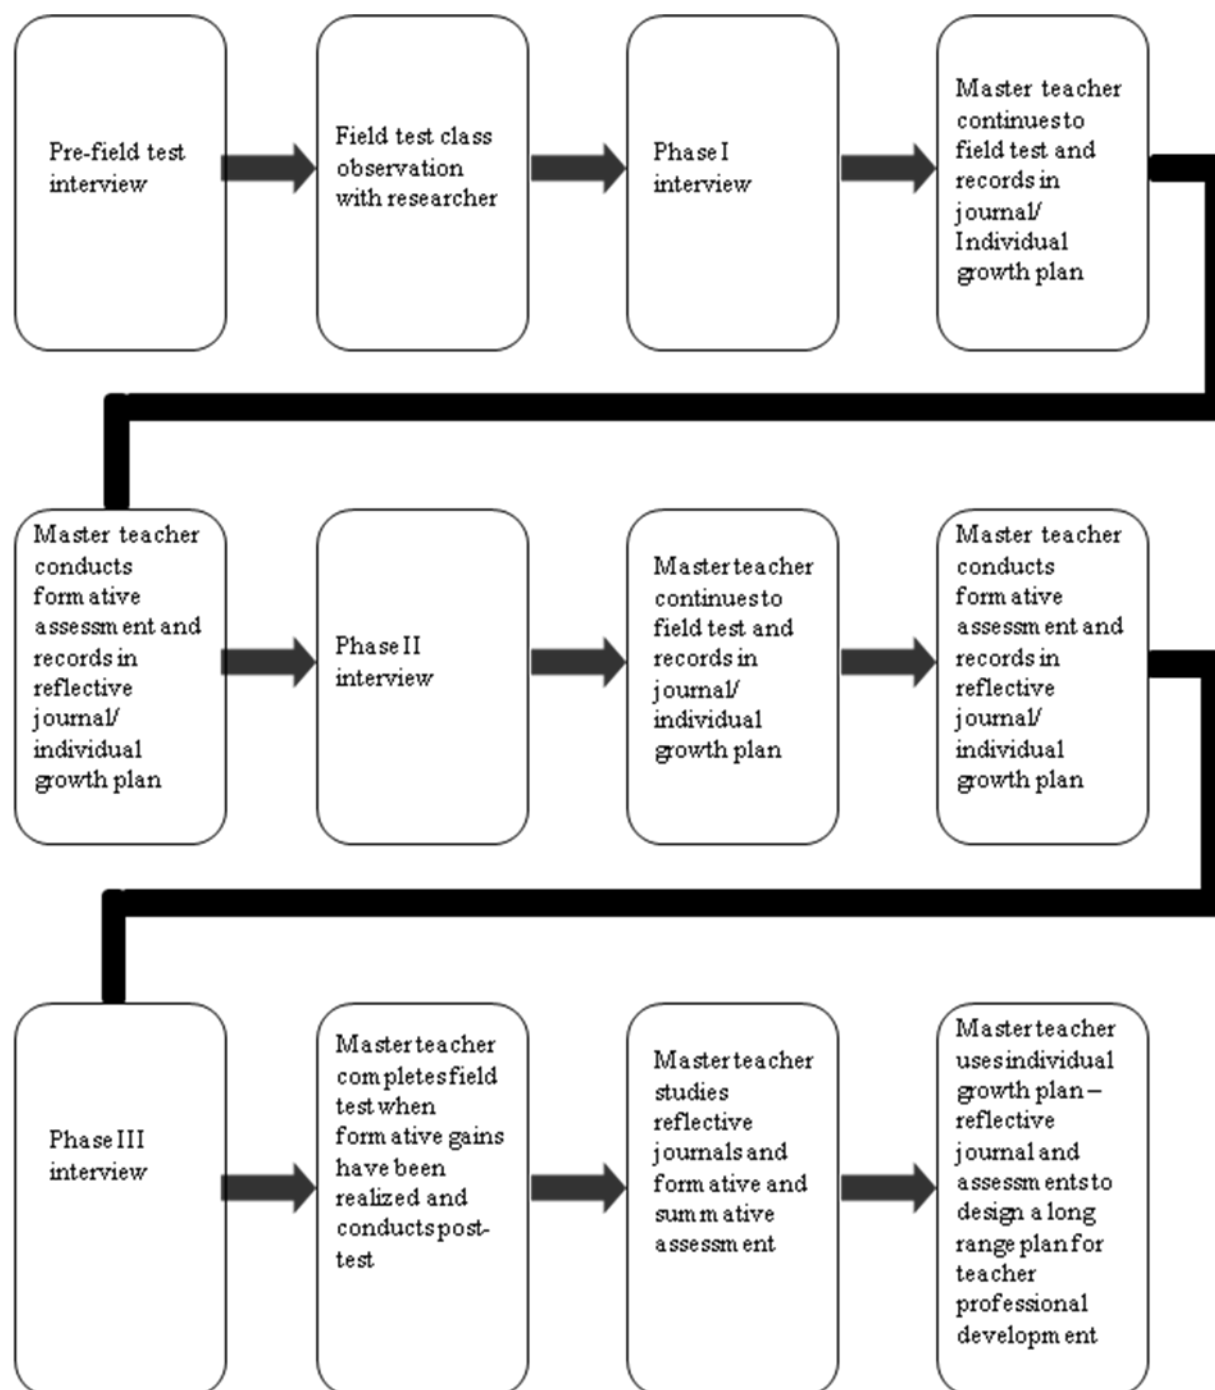 Pre-field test
interview
Field test class
observation
with researcher
Phase I
interview
Master teacher
continues to
field test and
records in
journal/
Individual
growth plan
Master teacher
conducts
formative
assessment and
records in
reflective
journal/
individual
growth plan
Phase II
interview
Master teacher
continues to
field test and
records in
journal/
individual
growth plan
Master teacher
conducts
formative
assessment and
records in
reflective
journal/
individual
growth plan
Phase III
interview
Master teacher
completes field
test when
formative gains
have been
realized and
conducts post-
test
Master teacher
studies
reflective
journals and
formative and
summative
assessment
Master teacher
uses individual
growth plan –
reflective
journal and
assessments to
design a long
range plan for
teacher
professional
development